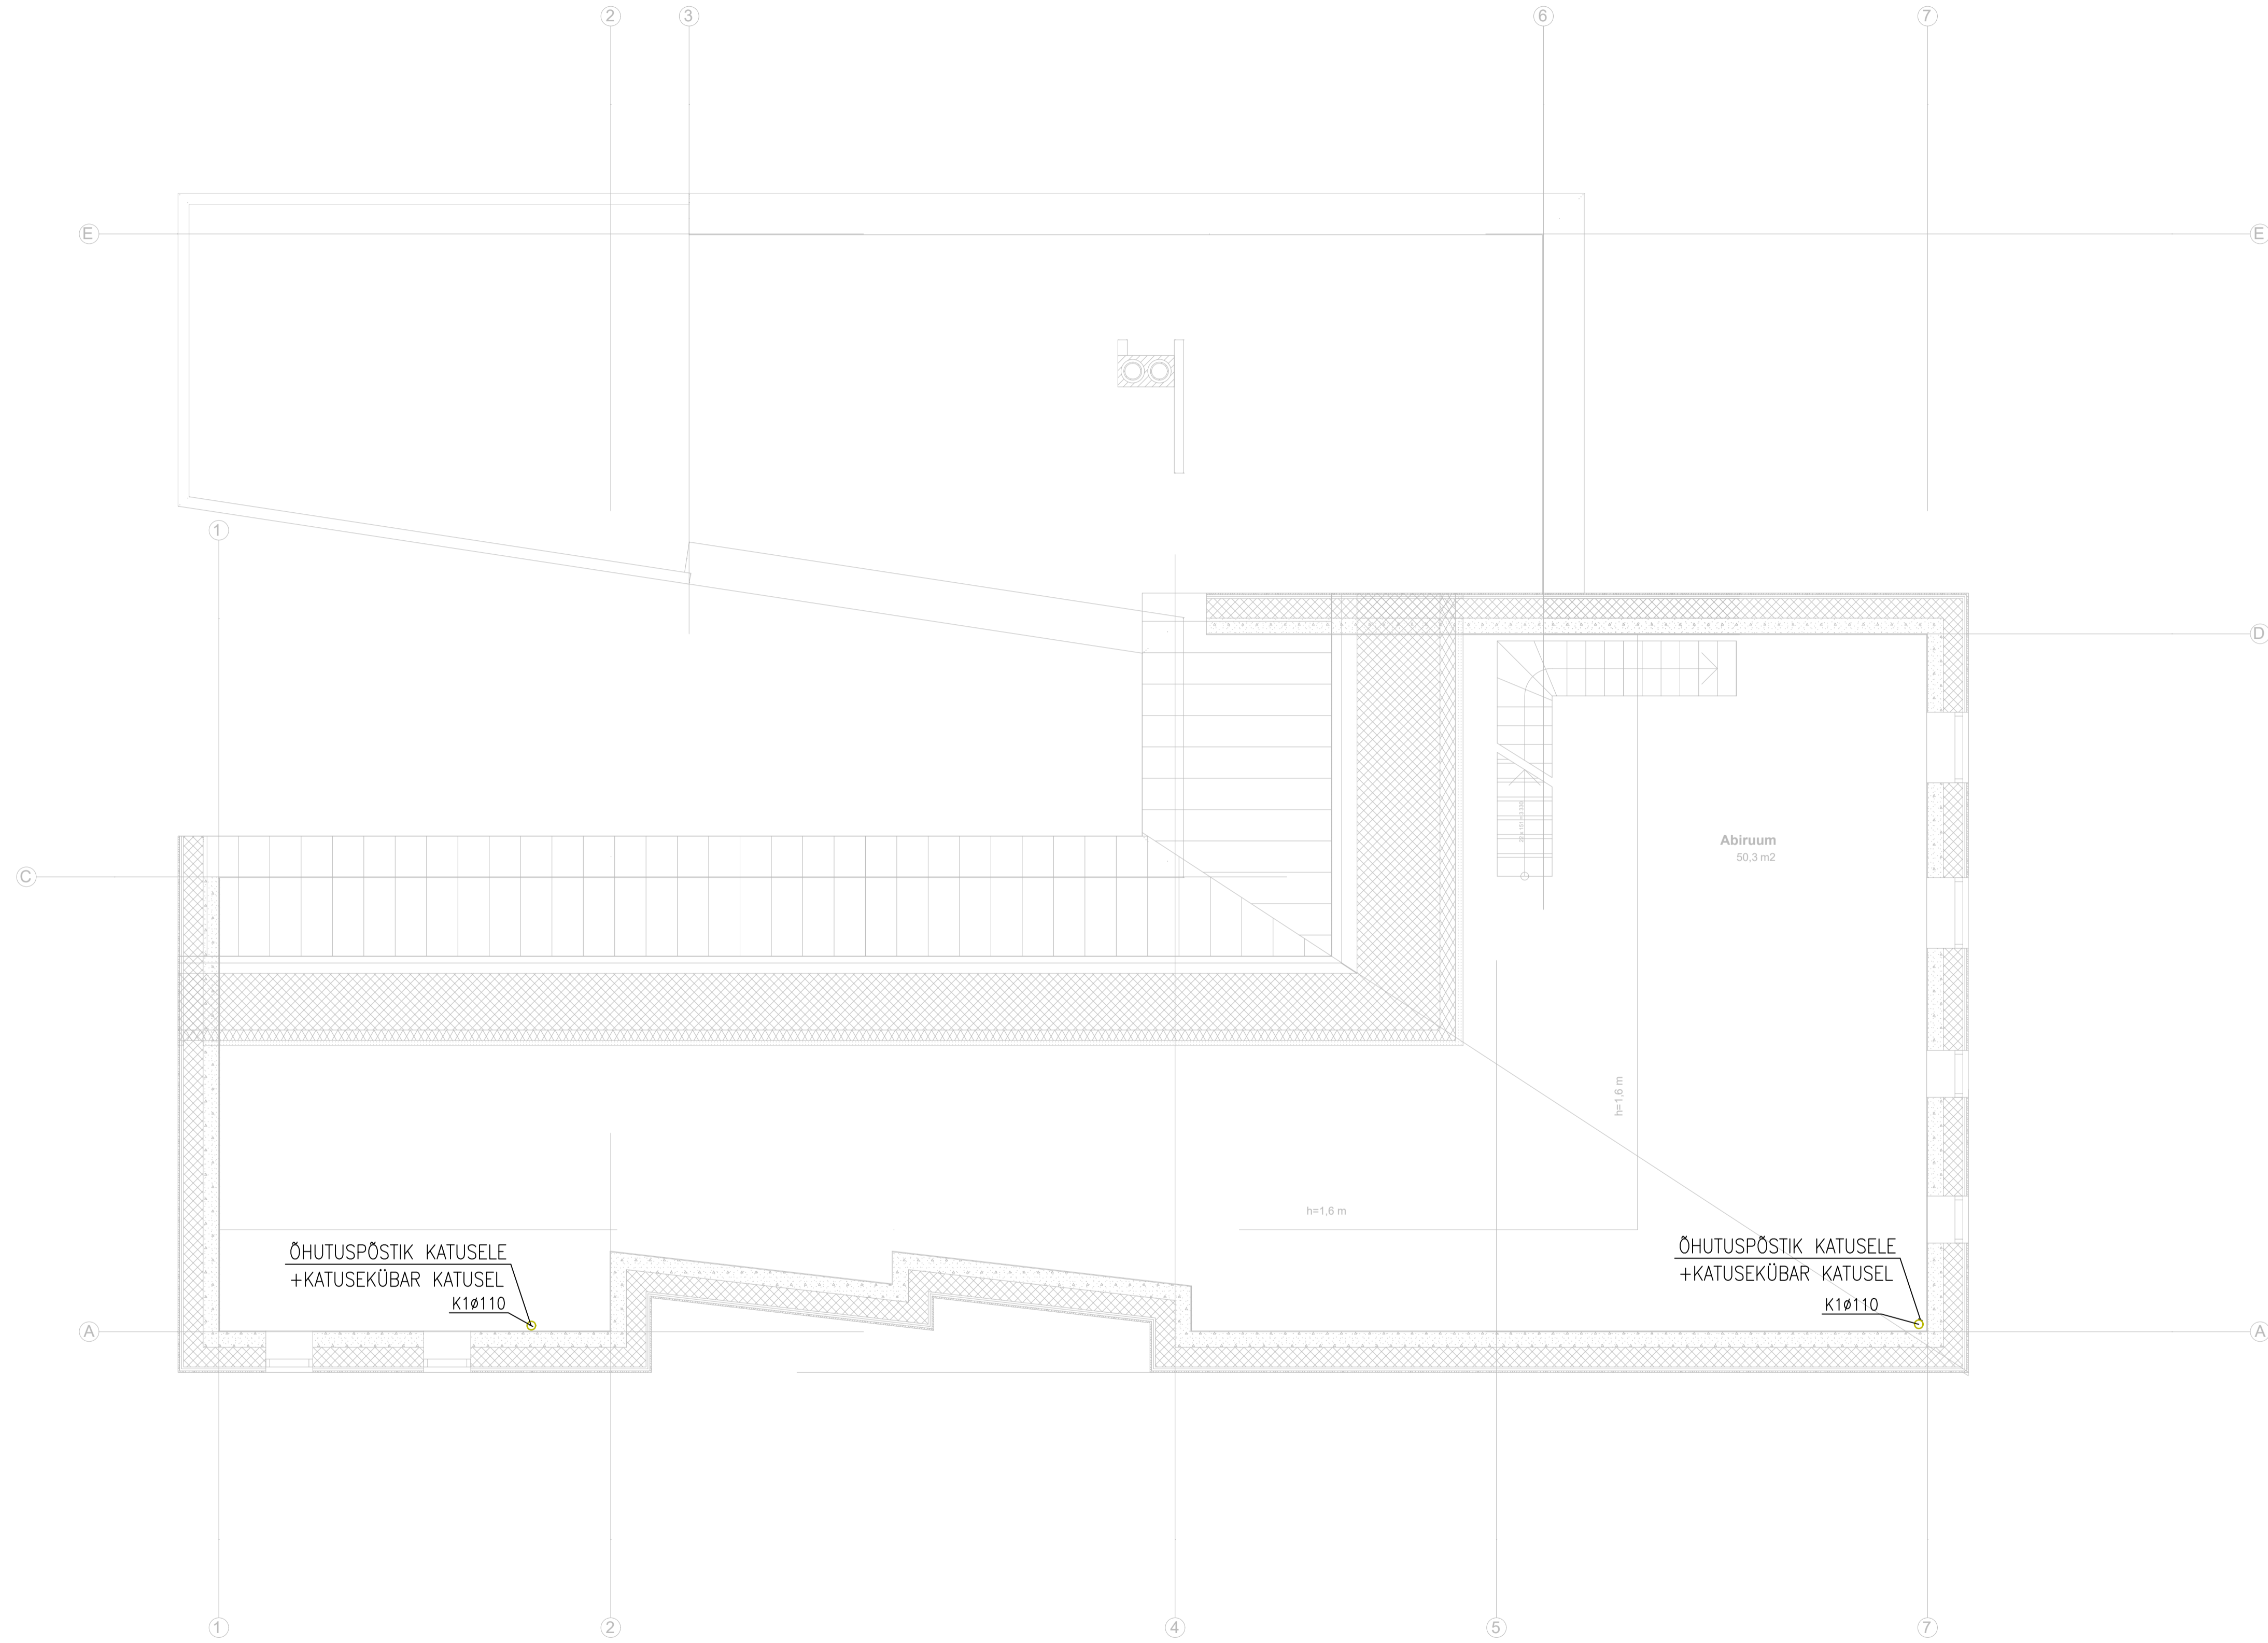 2
3
6
7
E
E
1
D
Abiruum
50,3 m2
C
h=1,6 m
h=1,6 m
ÕHUTUSPÕSTIK KATUSELE
+KATUSEKÜBAR KATUSEL
K1ø110
ÕHUTUSPÕSTIK KATUSELE
+KATUSEKÜBAR KATUSEL
K1ø110
A
A
1
2
4
5
7